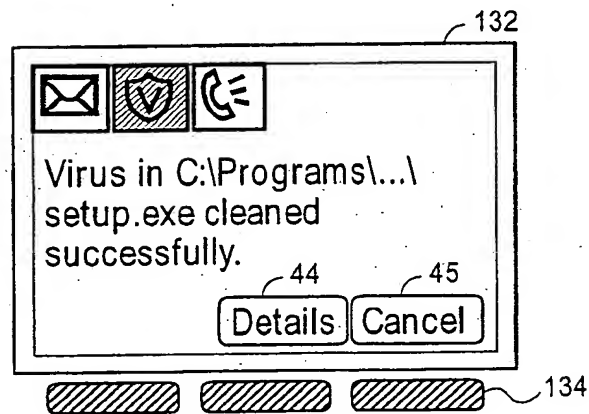 132
V
Virus in C:\Programs\...\
setup.exe cleaned
successfully.
44 45
Details Cancel
134